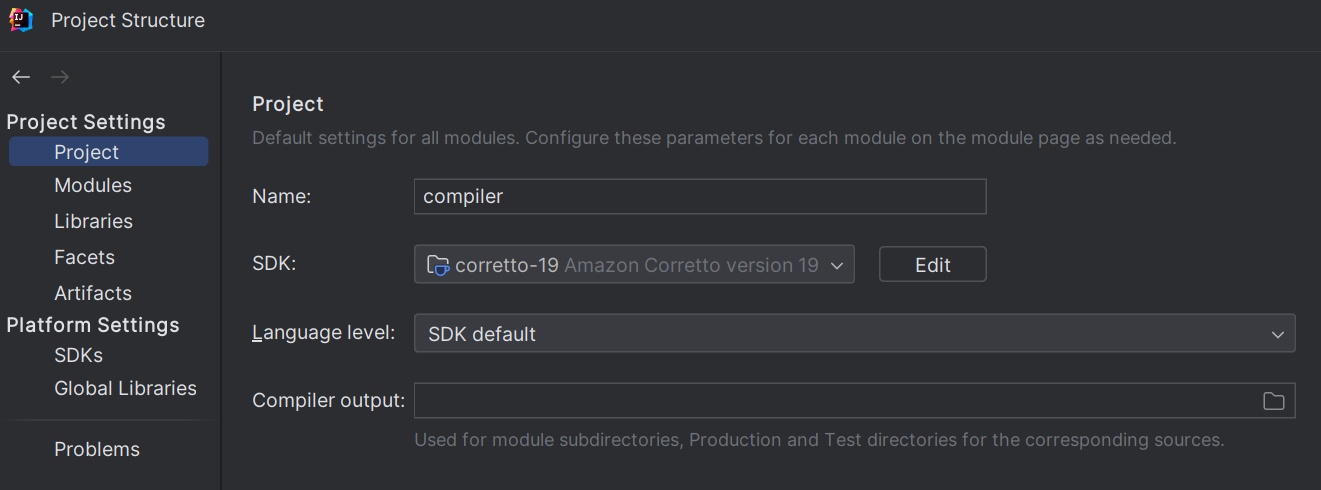 IJ
Project Structure
Project Settings
Project
Modules
Libraries
Facets
Artifacts
Platform Settings
SDKs
Global Libraries
Problems
Project
Default settings for all modules. Configure these parameters for each module on the module page as needed.
Name: compiler
SDK: corretto-19 Amazon Corretto version 19 Edit
Language level: SDK default
Compiler output:
Used for module subdirectories, Production and Test directories for the corresponding sources.